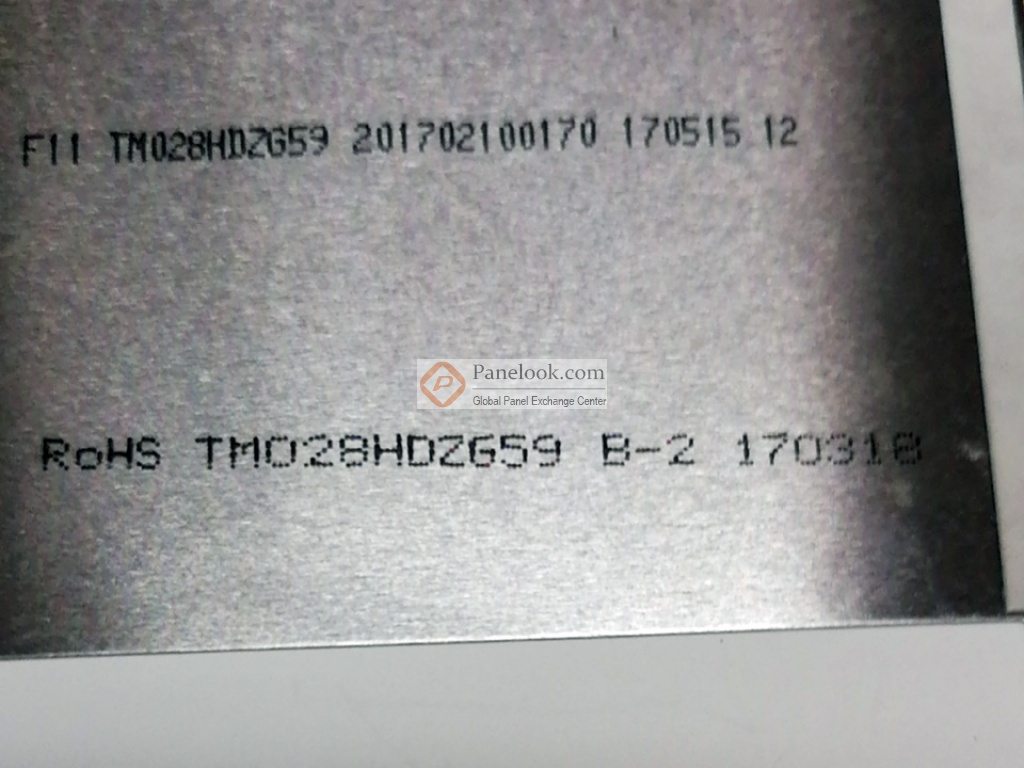 F11 TM028HDZG59 201702100170 170515 12
Panelook.com
Global Panel Exchange Center
RoHS TM028HDZG59 B-2 170318